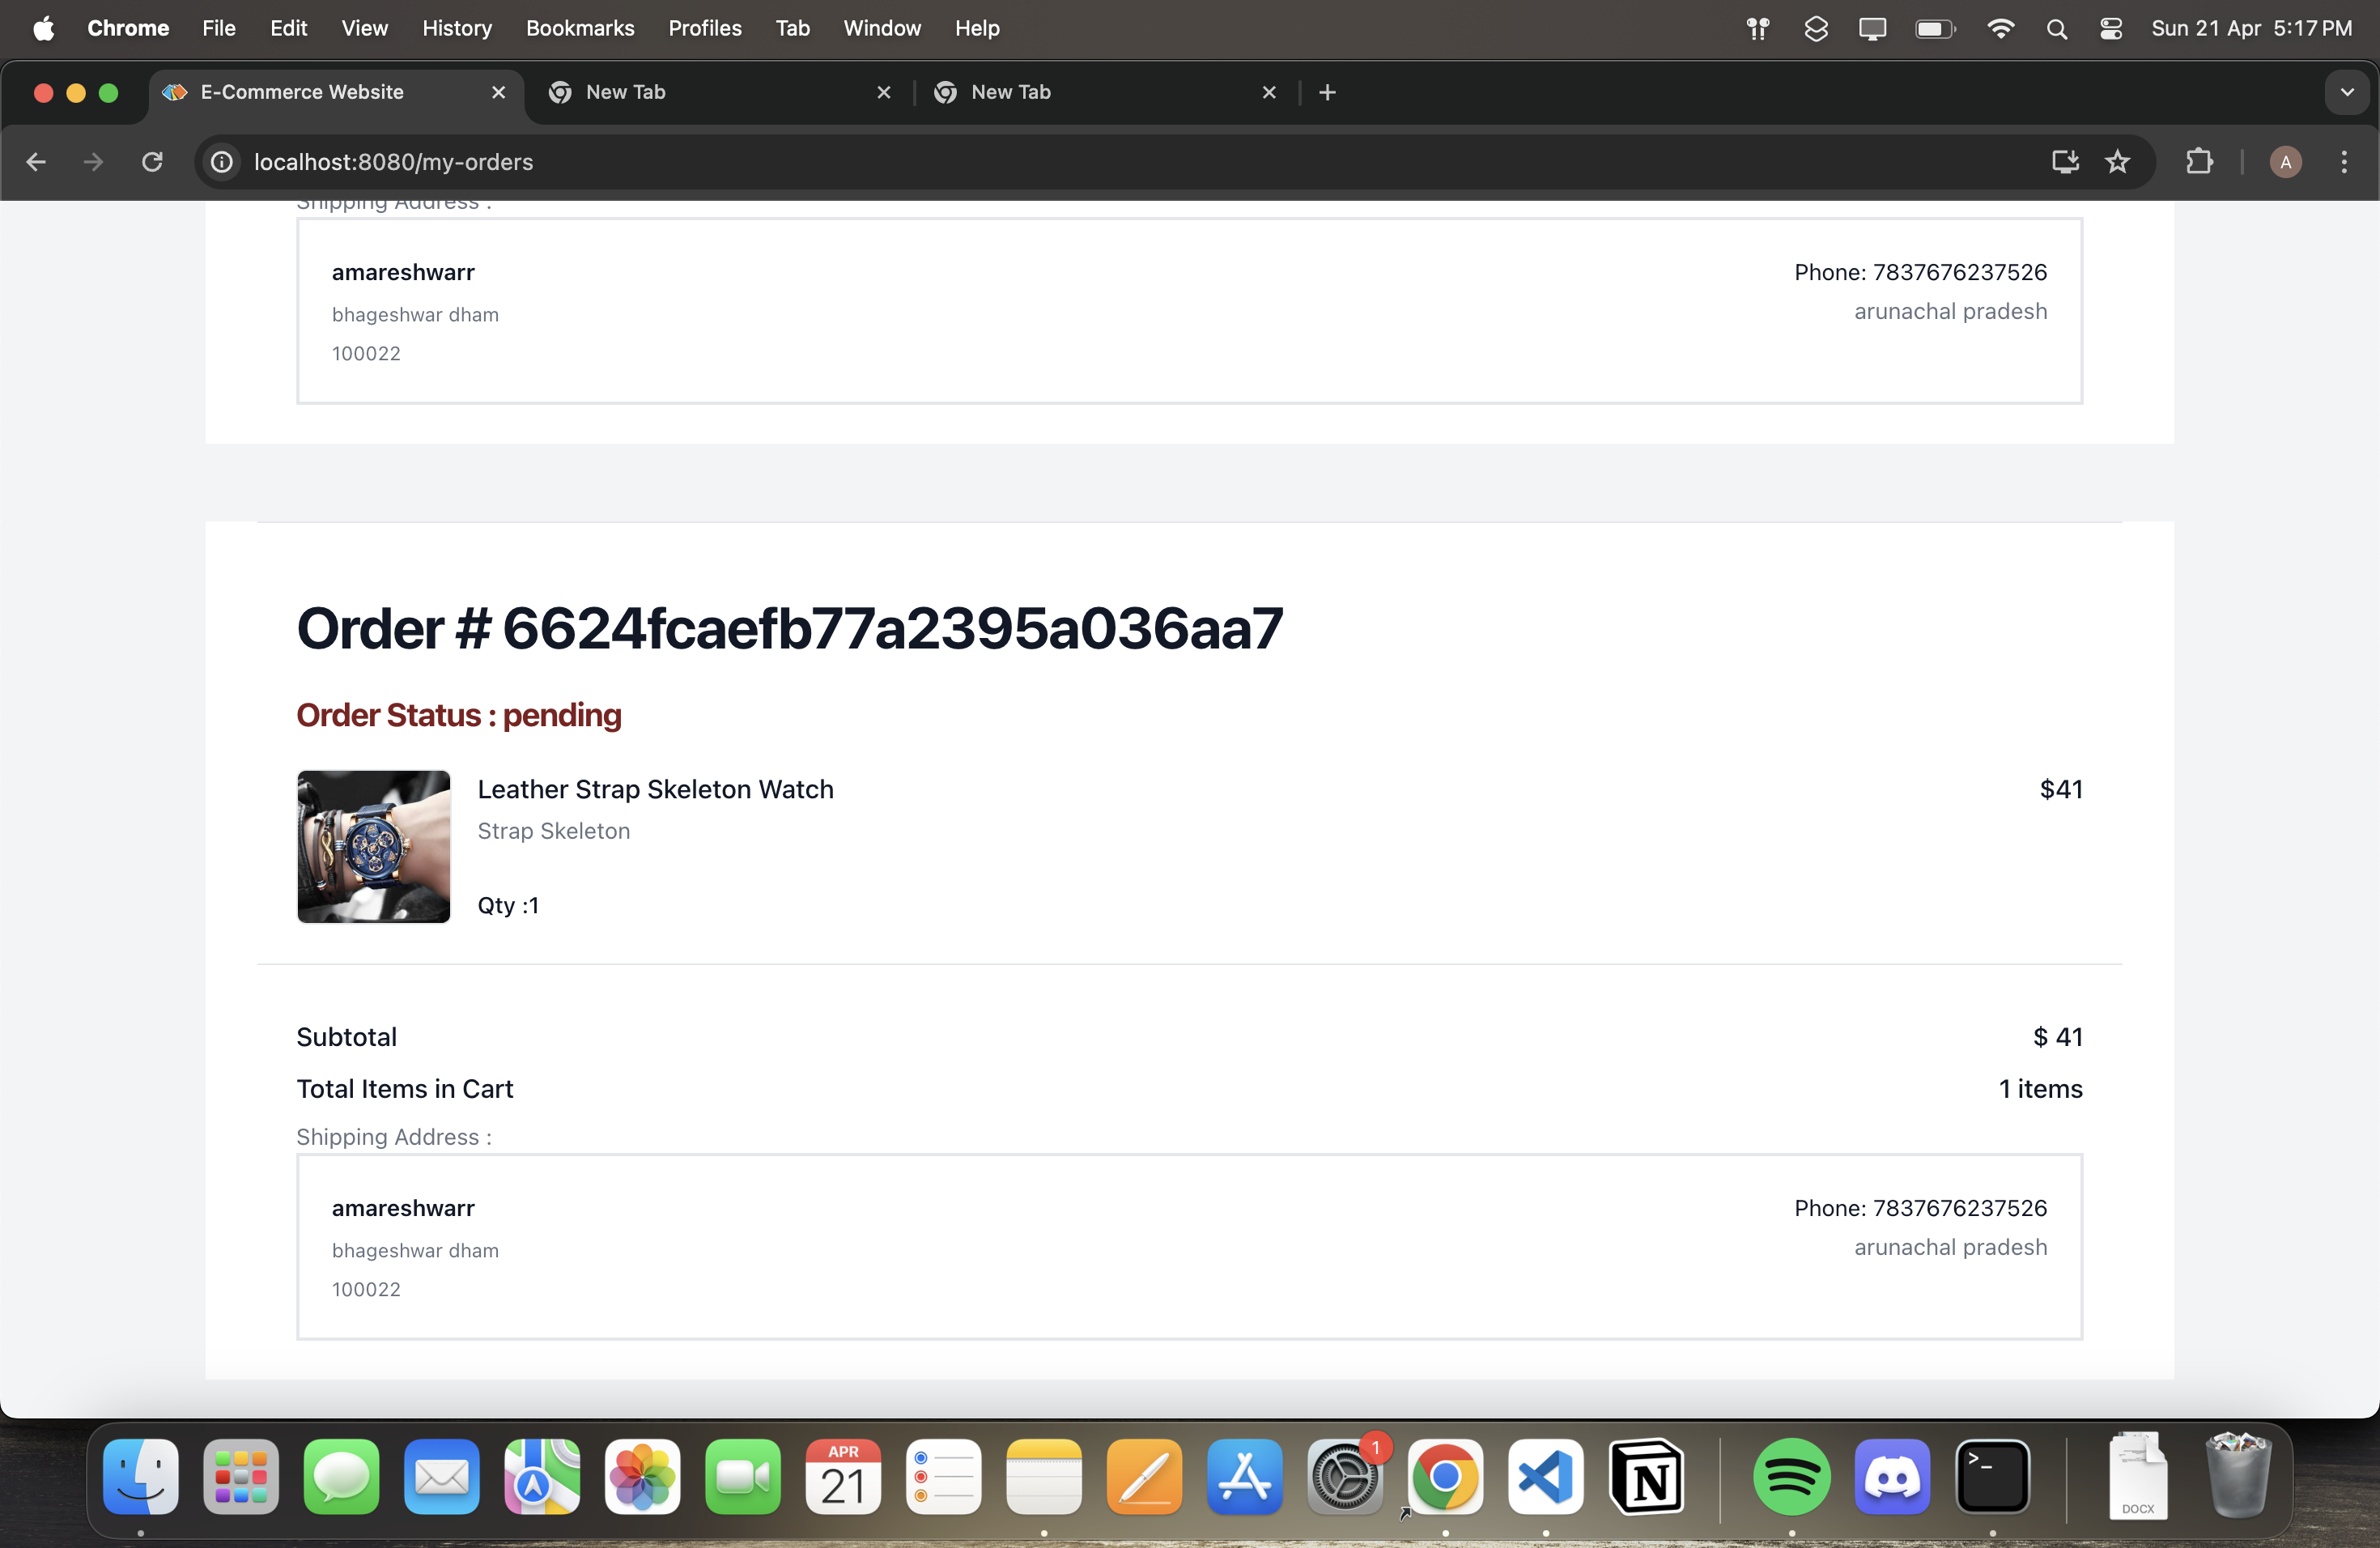 Chrome File Edit View History Bookmarks Profiles Tab Window Help Sun 21 Apr 5:17 PM
E-Commerce Website New Tab New Tab
localhost:8080/my-orders A
Shipping Address :
amareshwarr Phone: 7837676237526
bhageshwar dham arunachal pradesh
100022
Order # 6624fcaefb77a2395a036aa7
Order Status : pending
Leather Strap Skeleton Watch $41
Strap Skeleton
Qty :1
Subtotal $ 41
Total Items in Cart 1 items
Shipping Address :
amareshwarr Phone: 7837676237526
bhageshwar dham arunachal pradesh
100022
APR
21
1
N
>_
DOCX